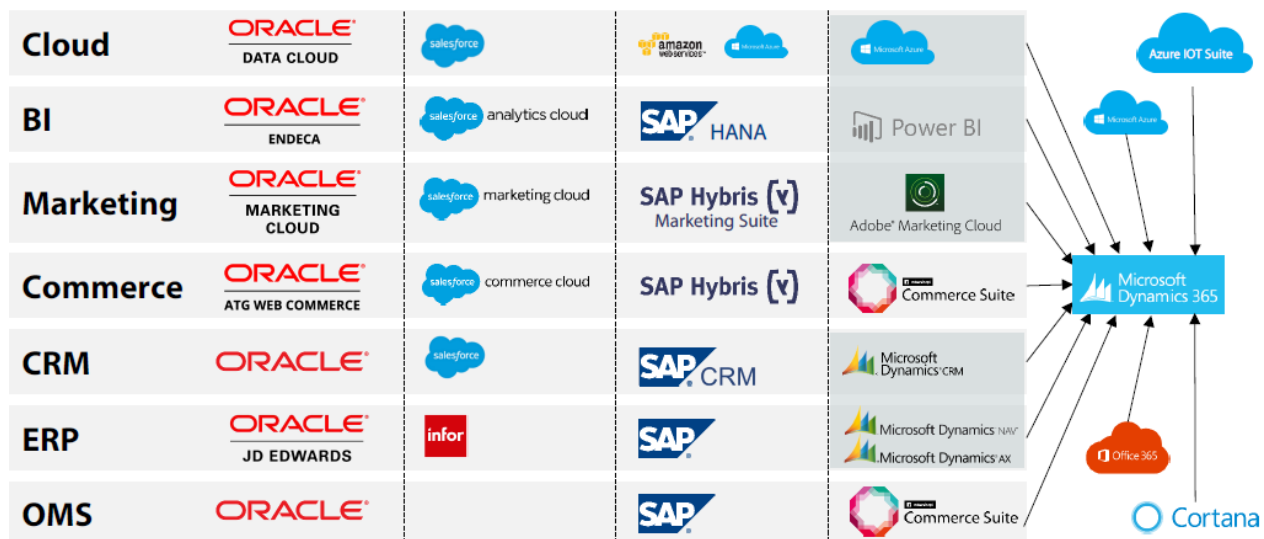 Cloud
ORACLE®
DATA CLOUD
salesforce
amazon
webservices™
Microsoft Azure
Microsoft Azure
BI
ORACLE®
ENDECA
salesforce analytics cloud
SAP® HANA
Power BI
Marketing
ORACLE®
MARKETING
CLOUD
salesforce marketing cloud
SAP Hybris (Y)
Marketing Suite
Adobe® Marketing Cloud
Commerce
ORACLE®
ATG WEB COMMERCE
salesforce commerce cloud
SAP Hybris (Y)
Commerce Suite
CRM
ORACLE®
salesforce
SAP® CRM
Microsoft
Dynamics® CRM
ERP
ORACLE®
JD EDWARDS
infor
SAP®
Microsoft Dynamics® NAV
Microsoft Dynamics® AX
OMS
ORACLE®
SAP®
Commerce Suite
Azure IOT Suite
Microsoft Azure
Microsoft
Dynamics 365
Office 365
Cortana